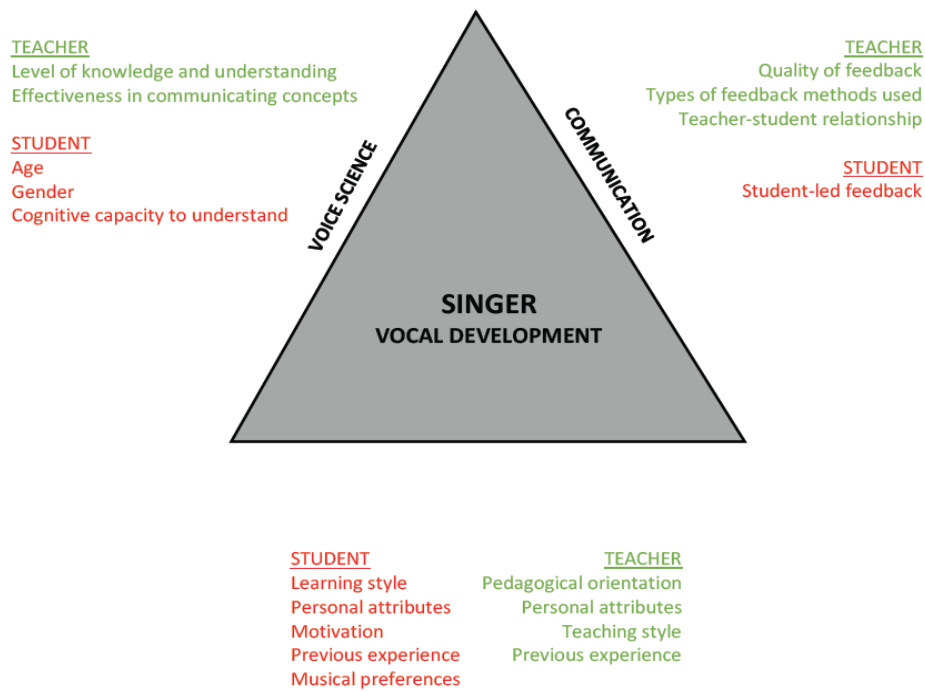 TEACHER
Level of knowledge and understanding
Effectiveness in communicating concepts
STUDENT
Age
Gender
Cognitive capacity to understand
VOICE SCIENCE
COMMUNICATION
TEACHER
Quality of feedback
Types of feedback methods used
Teacher-student relationship
STUDENT
Student-led feedback
SINGER
VOCAL DEVELOPMENT
STUDENT
Learning style
Personal attributes
Motivation
Previous experience
Musical preferences
TEACHER
Pedagogical orientation
Personal attributes
Teaching style
Previous experience